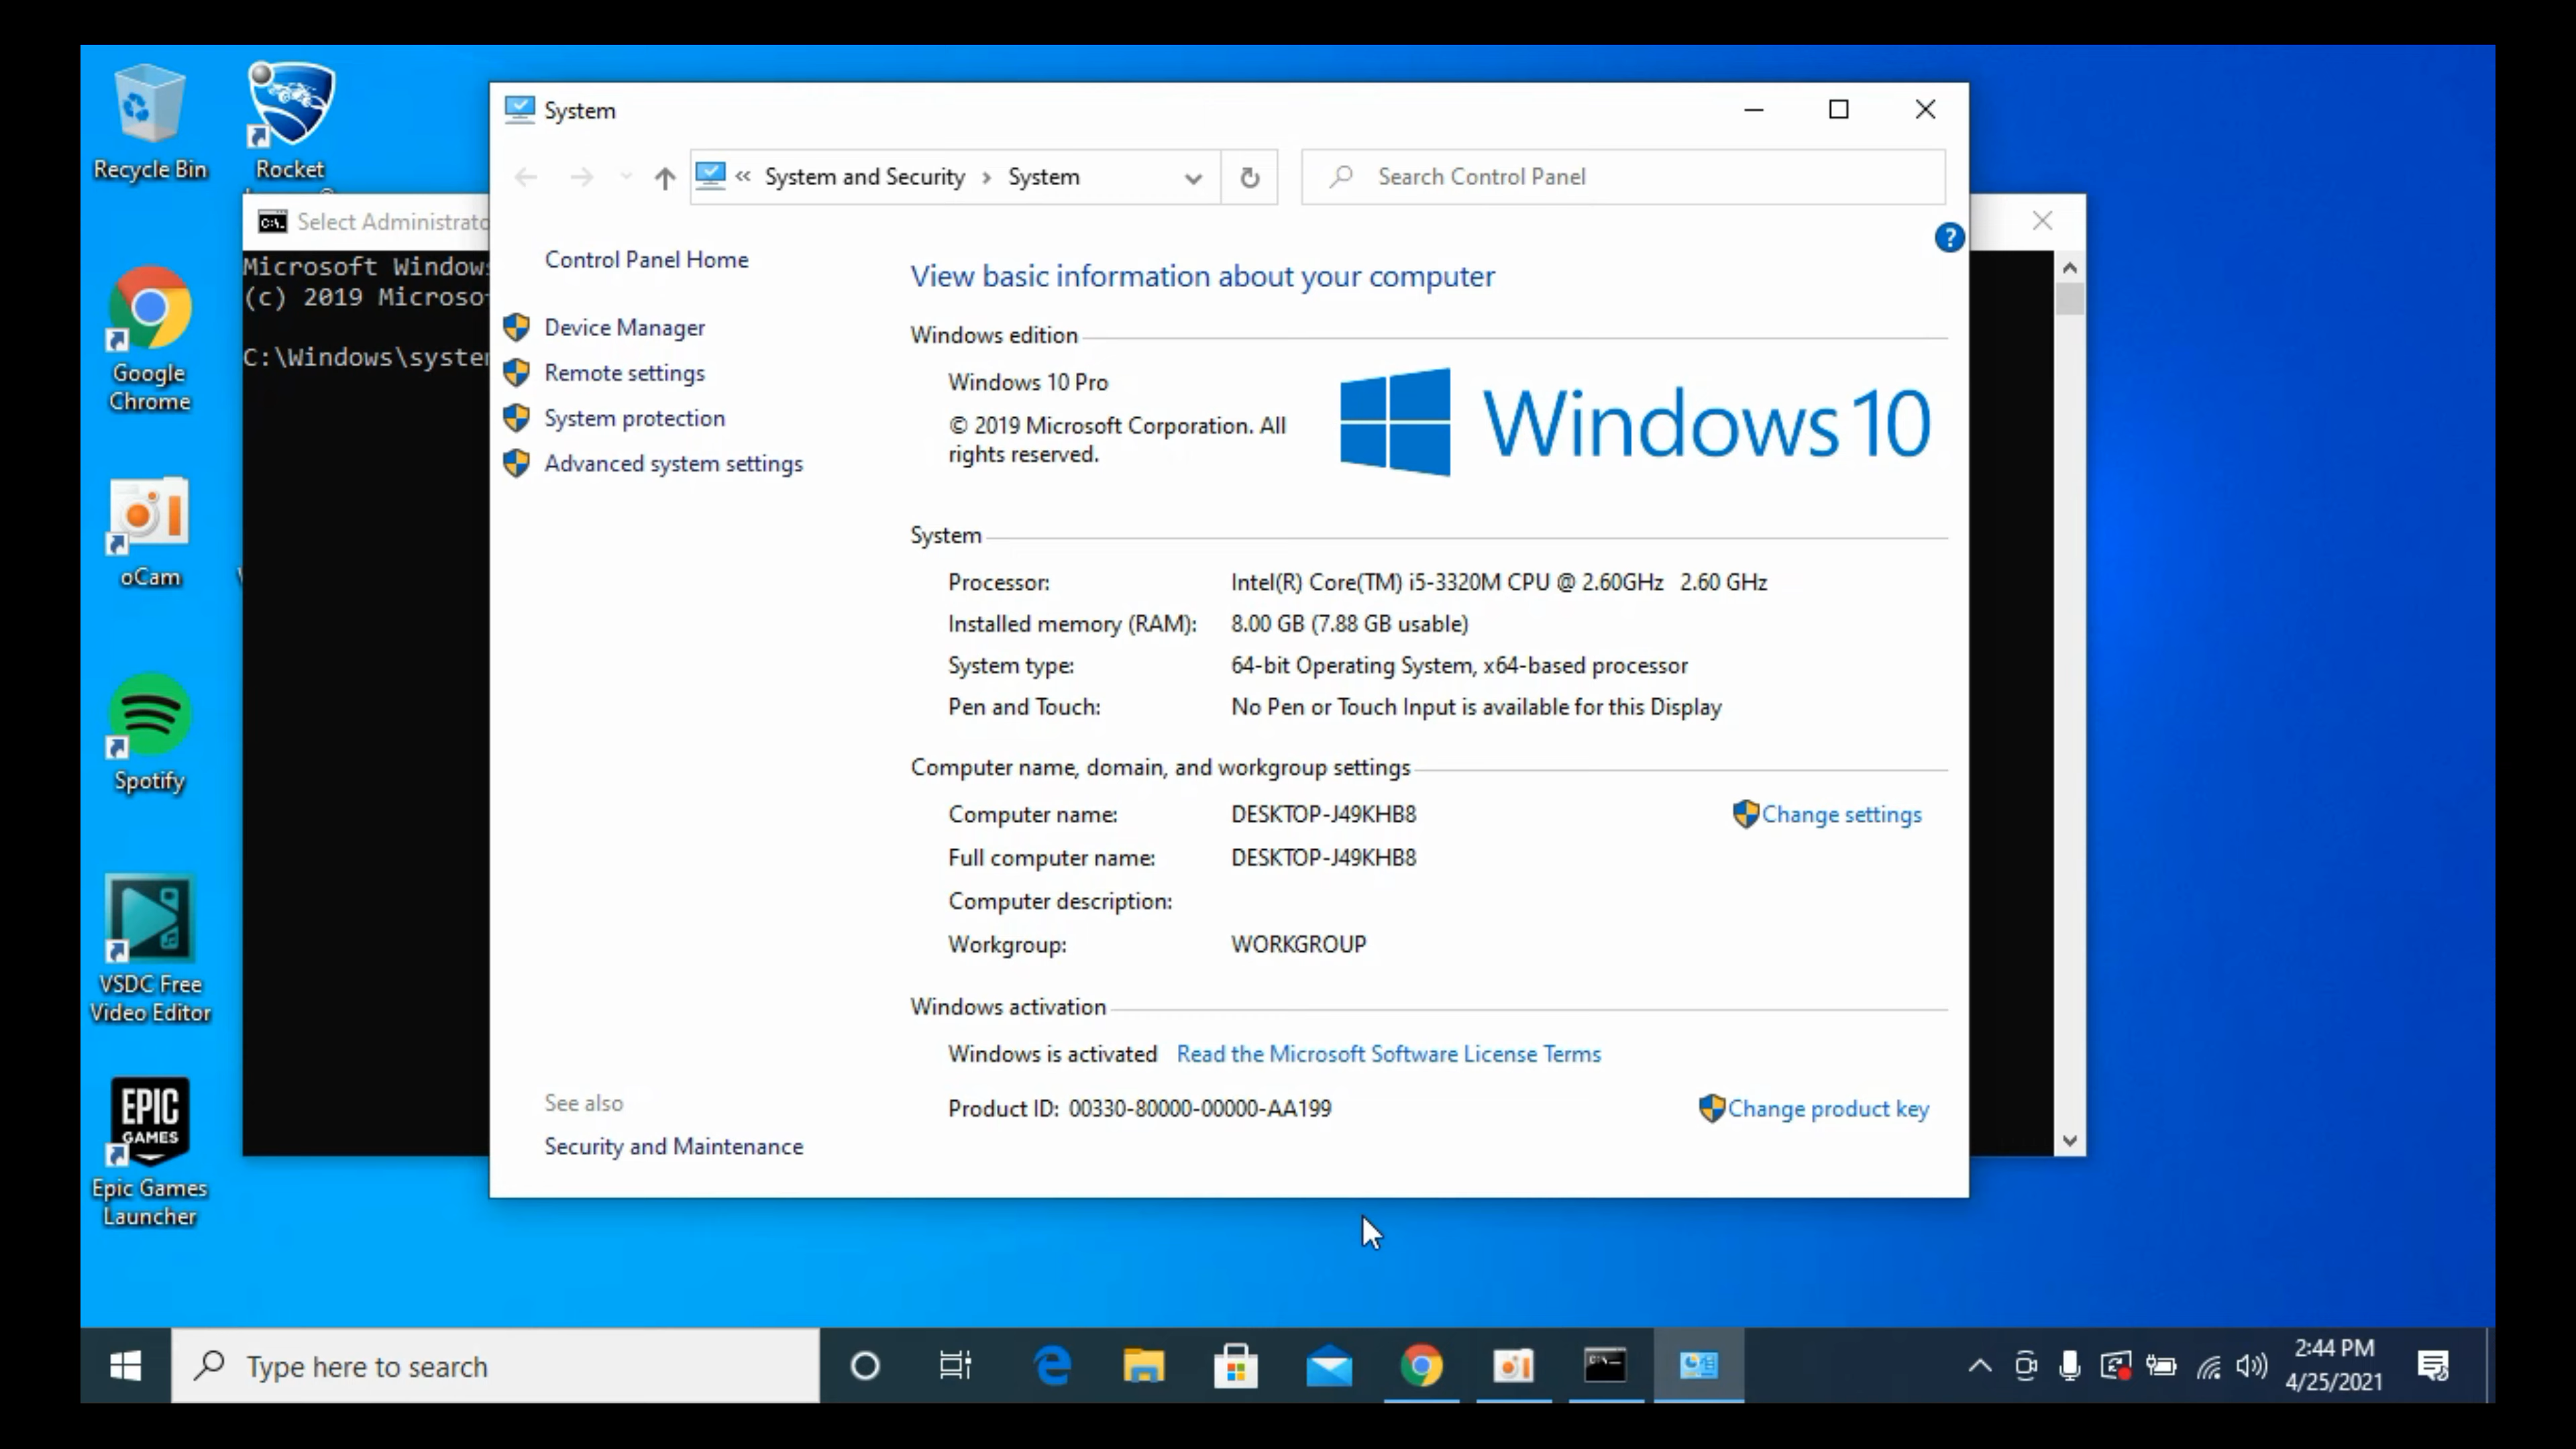 Recycle Bin
Rocket
Google
Chrome
oCam
Spotify
VSDC Free
Video Editor
EPIC
GAMES
Epic Games
Launcher
Select Administrato
Microsoft Windows
(c) 2019 Microso
C:\Windows\system
System
System and Security
System
Search Control Panel
Control Panel Home
Device Manager
Remote settings
System protection
Advanced system settings
See also
Security and Maintenance
View basic information about your computer
Windows edition
Windows 10 Pro
© 2019 Microsoft Corporation. All
rights reserved.
Windows 10
System
Processor: Intel(R) Core(TM) i5-3320M CPU @ 2.60GHz 2.60 GHz
Installed memory (RAM): 8.00 GB (7.88 GB usable)
System type: 64-bit Operating System, x64-based processor
Pen and Touch: No Pen or Touch Input is available for this Display
Computer name, domain, and workgroup settings
Computer name: DESKTOP-J49KHB8 Change settings
Full computer name: DESKTOP-J49KHB8
Computer description:
Workgroup: WORKGROUP
Windows activation
Windows is activated Read the Microsoft Software License Terms
Product ID: 00330-80000-00000-AA199 Change product key
Type here to search
2:44 PM
4/25/2021